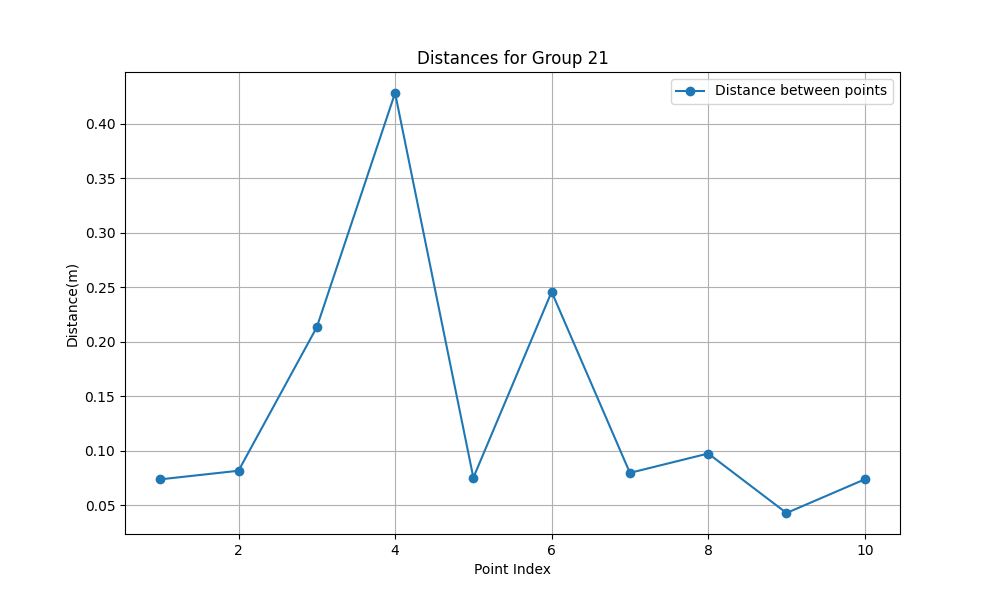 Distances for Group 21
Distance between points
0.40
0.35
0.30
0.25
0.20
0.15
0.10
0.05
Distance(m)
2 4 6 8 10
Point Index